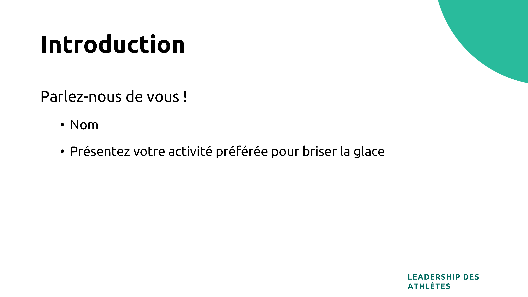 Introduction
Parlez-nous de vous !
• Nom
• Présentez votre activité préférée pour briser la glace
LEADERSHIP DES
ATHLÈTES